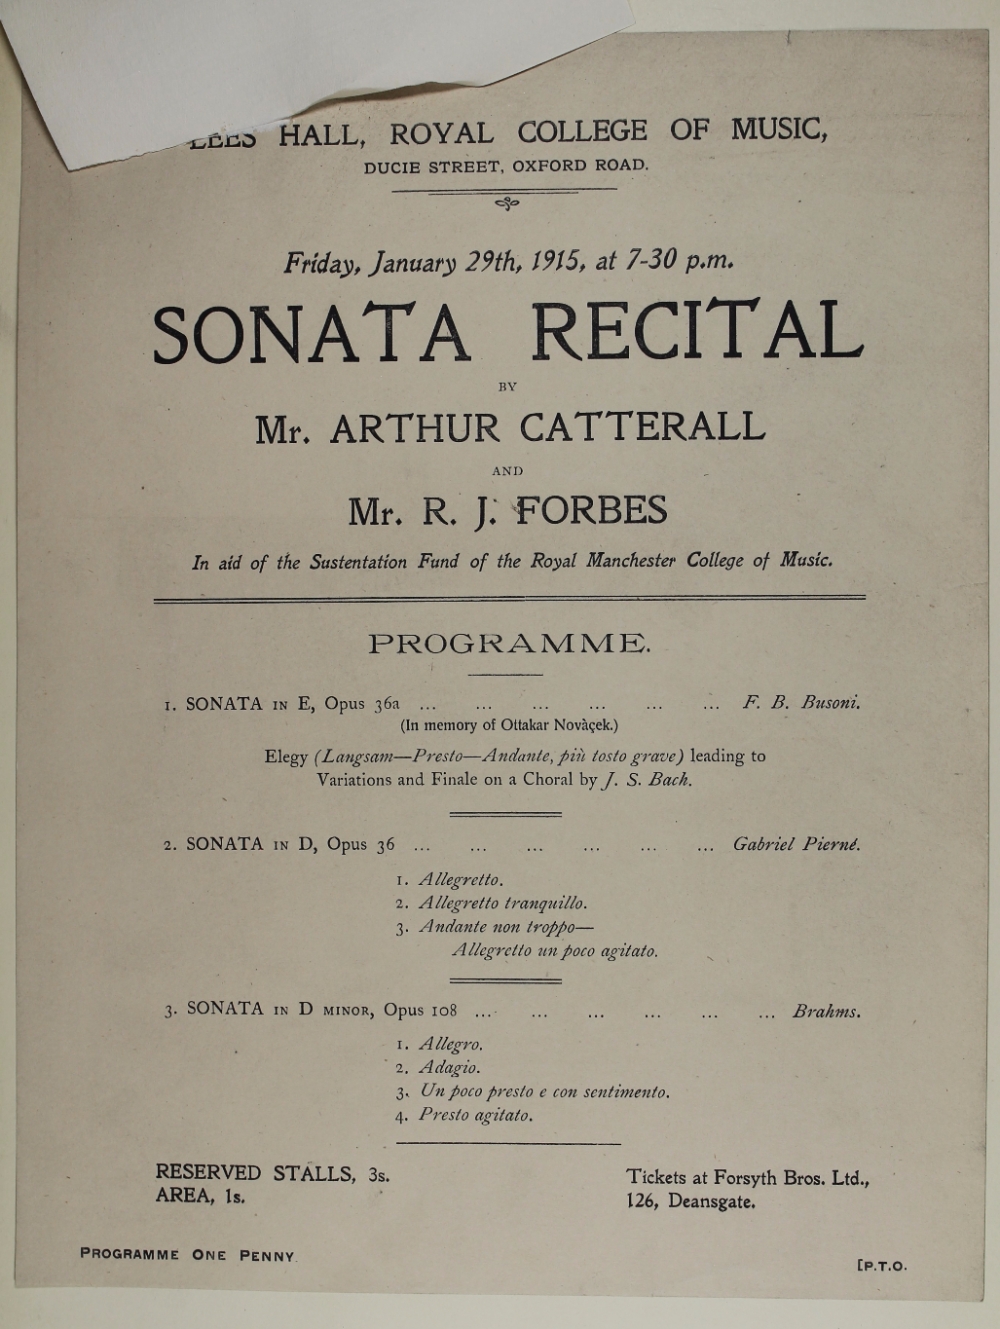 LEES HALL, ROYAL COLLEGE OF MUSIC,
DUCIE STREET, OXFORD ROAD.
Friday, January 29th, 1915, at 7-30 p.m.
SONATA RECITAL
BY
Mr. ARTHUR CATTERALL
AND
Mr. R. J. FORBES
In aid of the Sustentation Fund of the Royal Manchester College of Music.
PROGRAMME.
1. SONATA IN E, Opus 36a ... ... ... ... ... ... F. B. Busoni.
(In memory of Ottakar Novàçek.)
Elegy (Langsam—Presto—Andante, più tosto grave) leading to
Variations and Finale on a Choral by J. S. Bach.
2. SONATA IN D, Opus 36 ... ... ... ... ... ... Gabriel Pierné.
1. Allegretto.
2. Allegretto tranquillo.
3. Andante non troppo—
Allegretto un poco agitato.
3. SONATA IN D MINOR, Opus 108 ... ... ... ... ... ... Brahms.
1. Allegro.
2. Adagio.
3. Un poco presto e con sentimento.
4. Presto agitato.
RESERVED STALLS, 3s.
AREA, 1s.
Tickets at Forsyth Bros. Ltd.,
126, Deansgate.
PROGRAMME ONE PENNY.
[P.T.O.